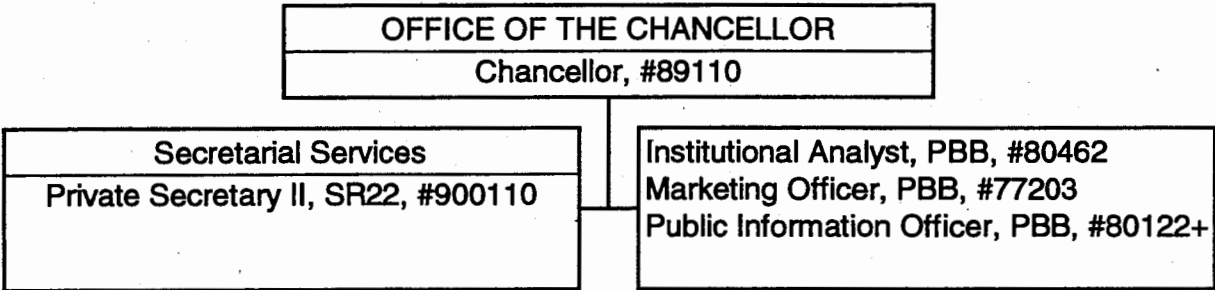 OFFICE OF THE CHANCELLOR
Chancellor, #89110
Secretarial Services
Private Secretary II, SR22, #900110
Institutional Analyst, PBB, #80462
Marketing Officer, PBB, #77203
Public Information Officer, PBB, #80122+